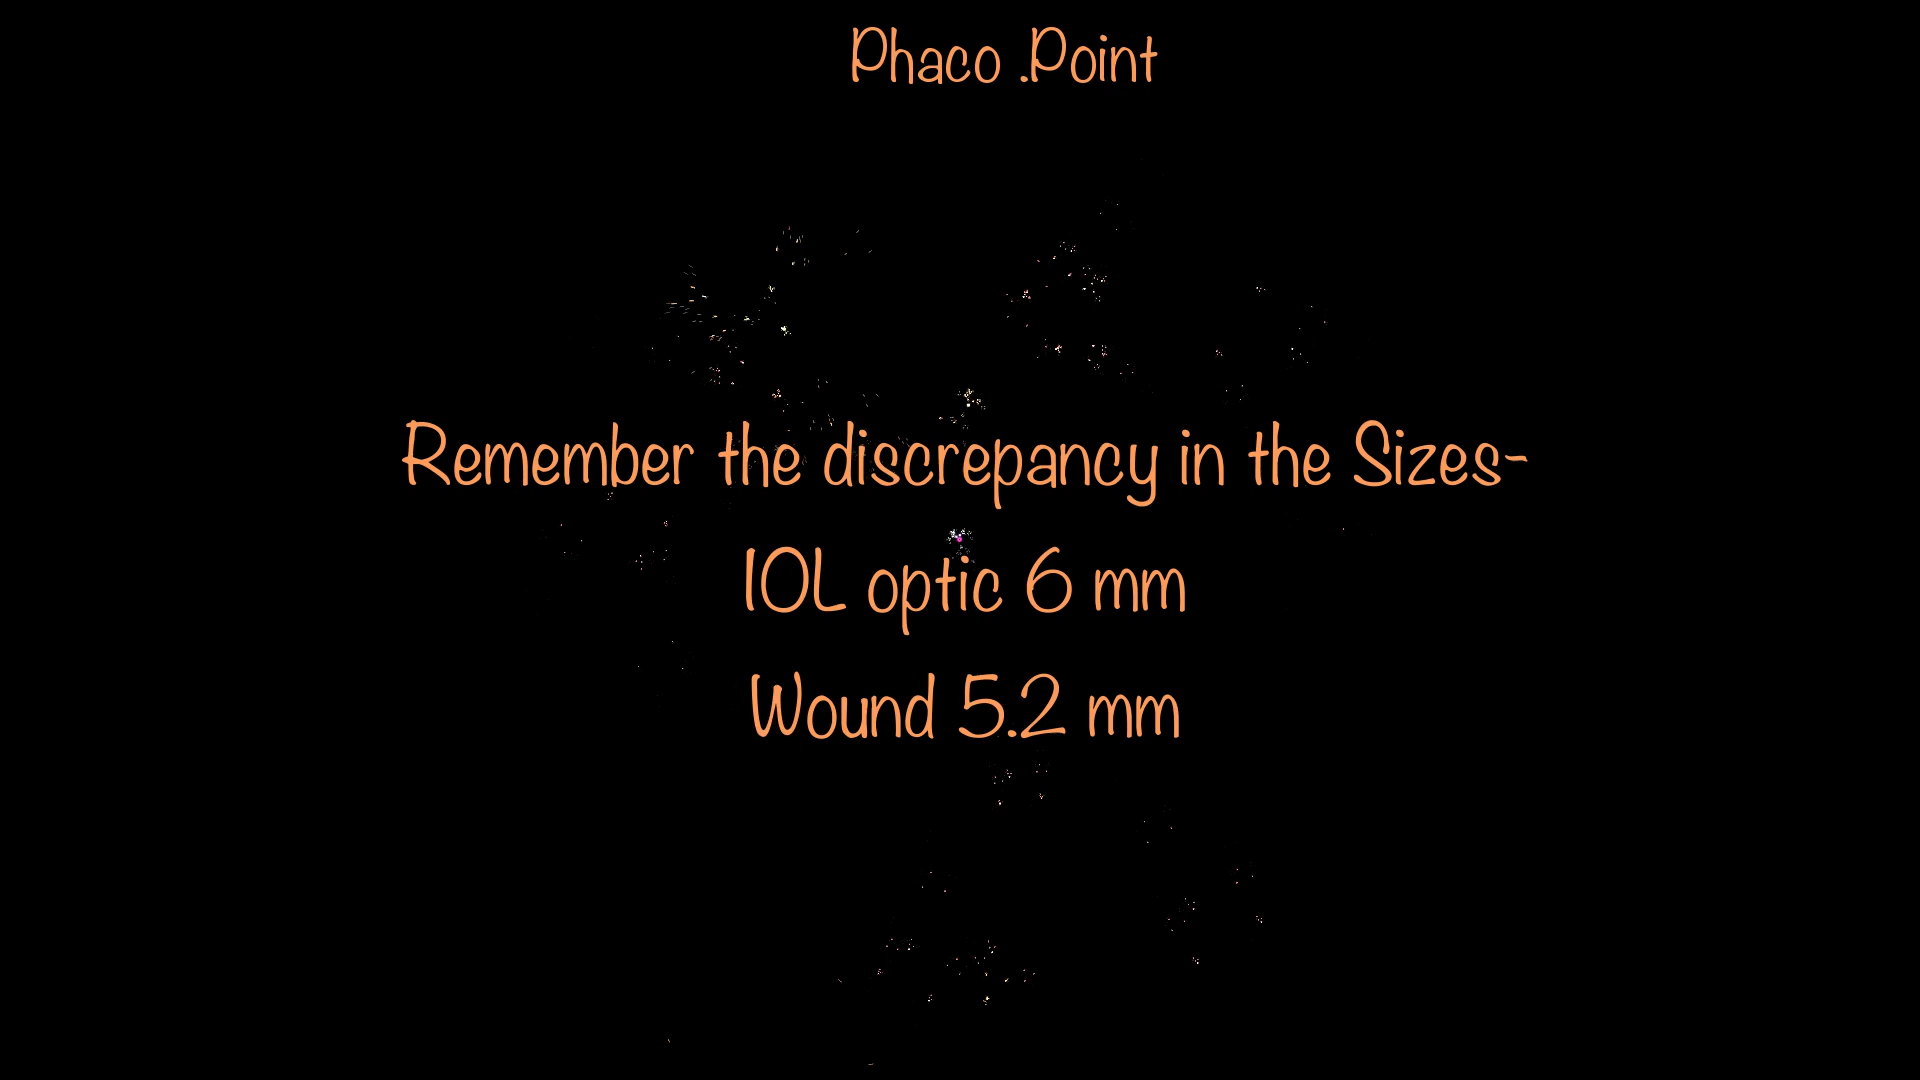 Phaco .Point
Remember the discrepancy in the Sizes-
IOL optic 6 mm
Wound 5.2 mm